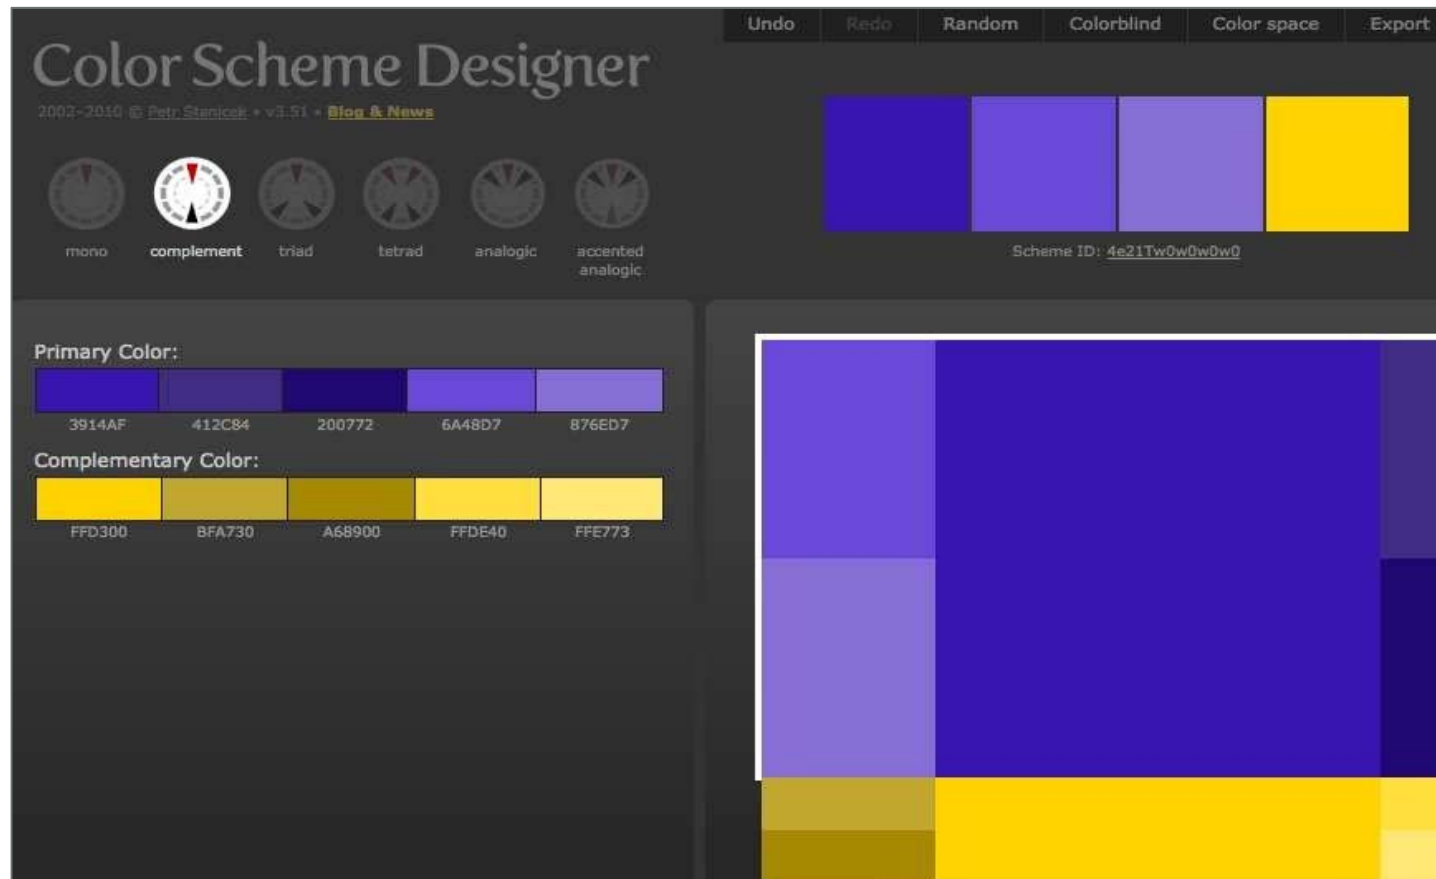 Undo Redo Random Colorblind Color space Export
Color Scheme Designer
2002-2010 © Petr Stanicek • v3.51 • Blog & News
mono complement triad tetrad analogic accented
analogic
Scheme ID: 4e21Tw0w0w0w0
Primary Color:
3914AF 412C84 200772 6A48D7 876ED7
Complementary Color:
FFD300 BFA730 A68900 FFDE40 FFE773